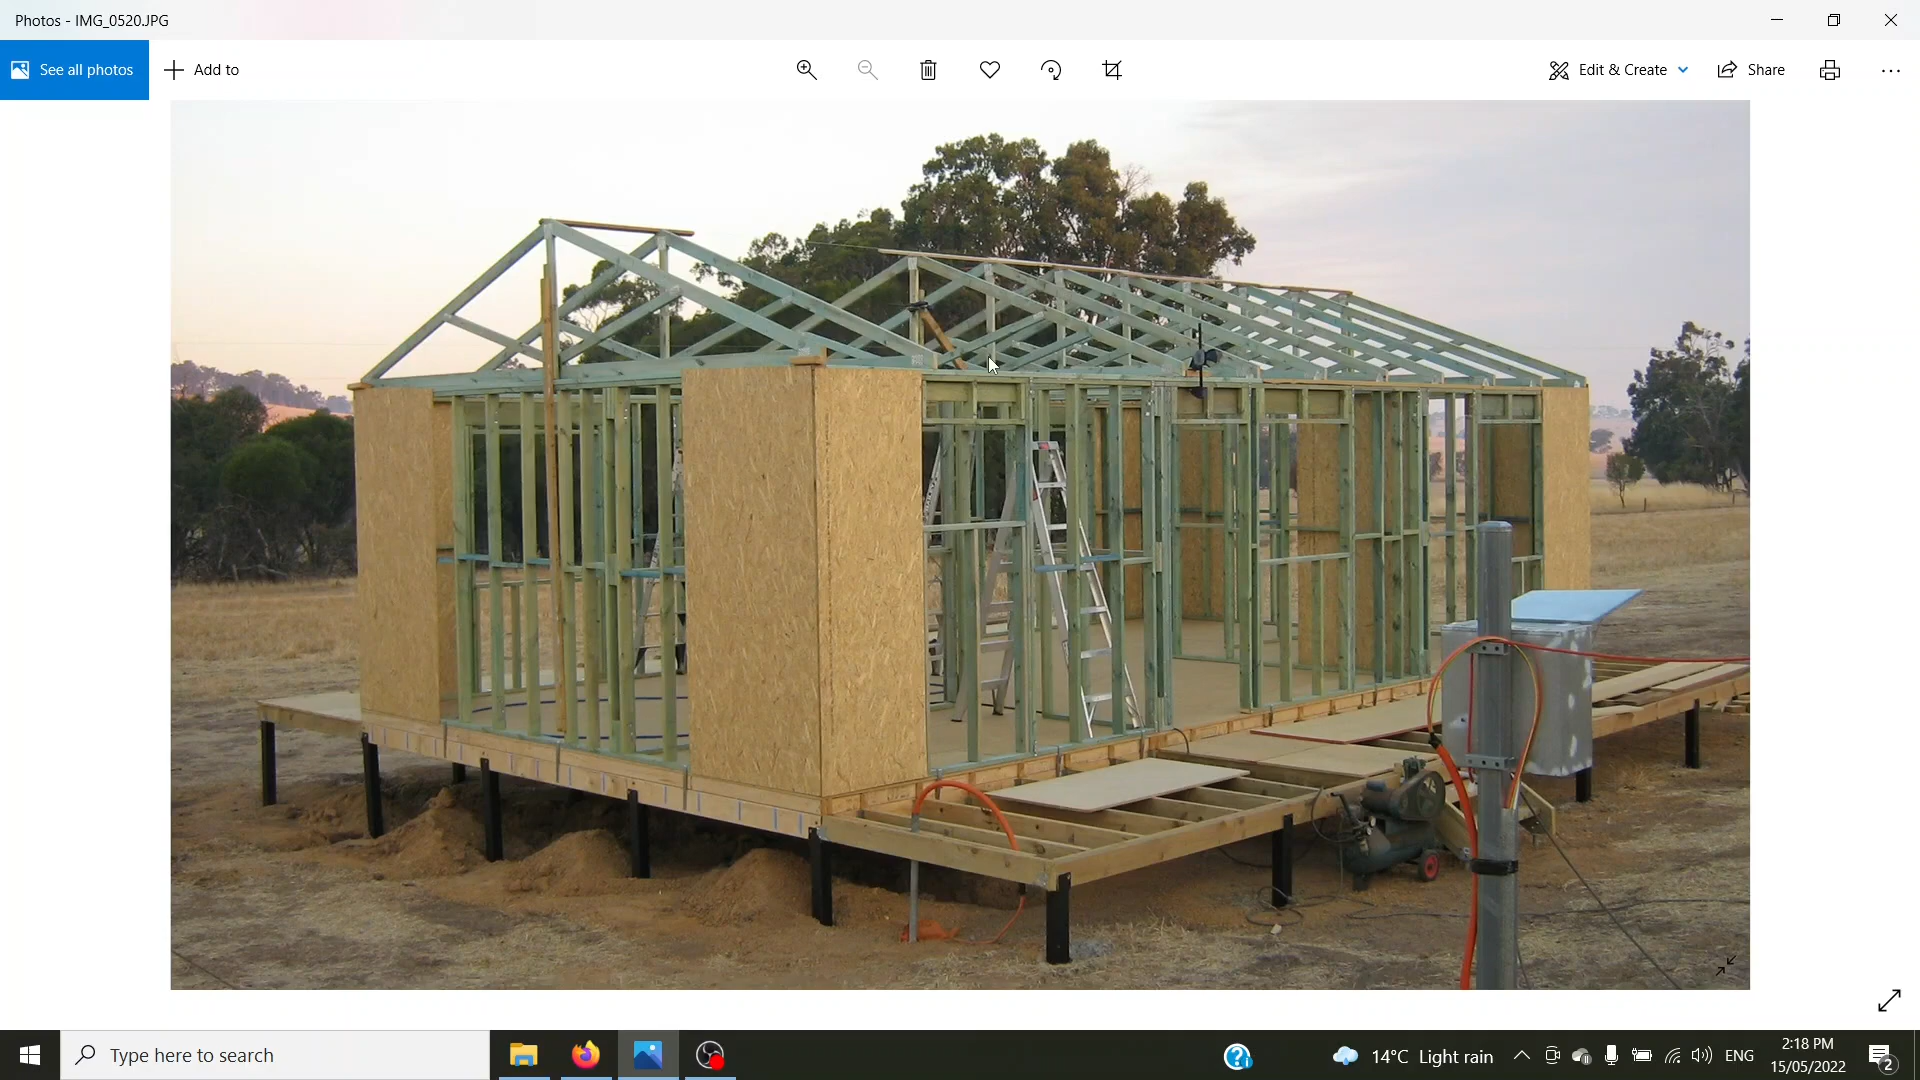 Photos - IMG_0520.JPG
See all photos
Add to
Edit & Create
Share
Type here to search
14°C Light rain
ENG
2:18 PM
15/05/2022
2